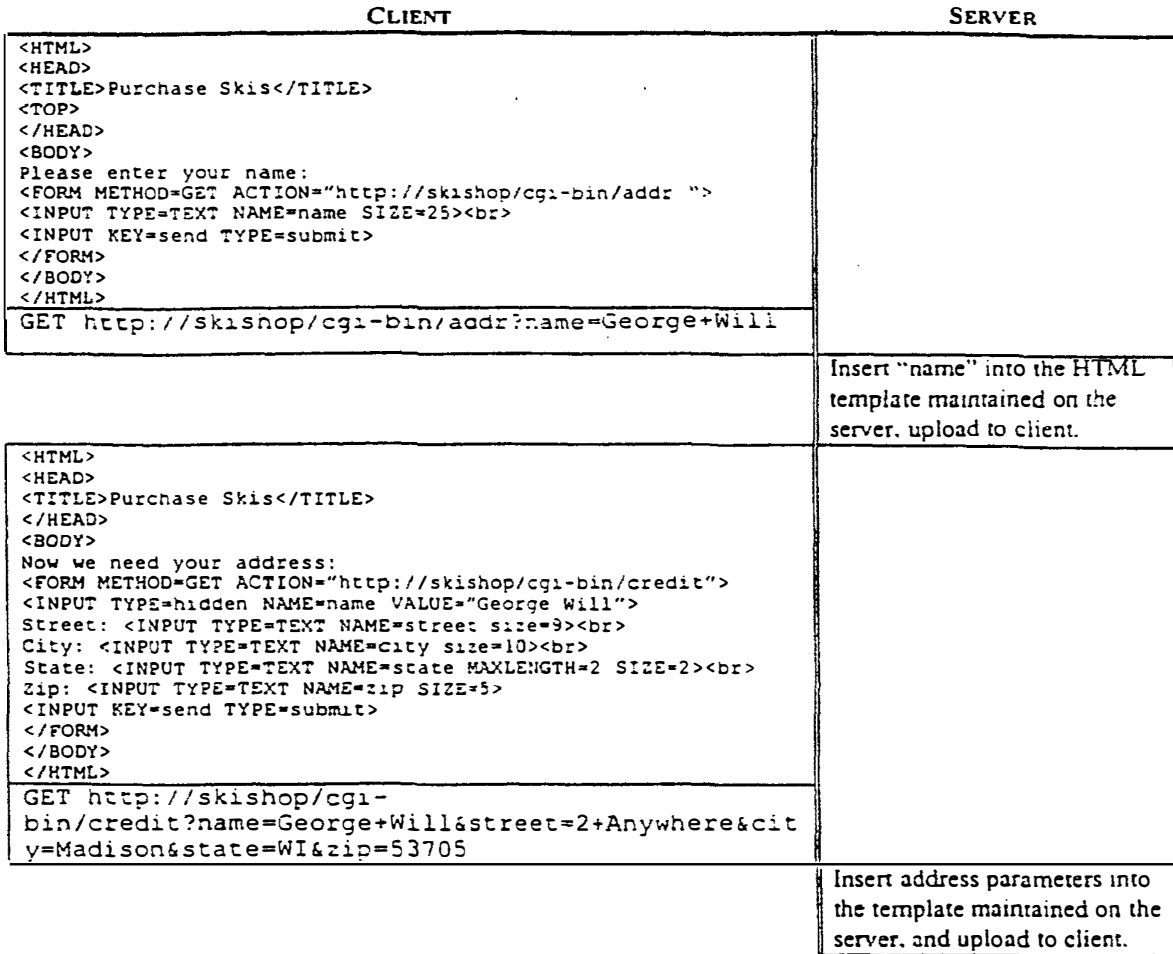 CLIENT SERVER
<HTML>
<HEAD>
<TITLE>Purchase Skis</TITLE>
<TOP>
</HEAD>
<BODY>
Please enter your name:
<FORM METHOD=GET ACTION="http://skishop/cgi-bin/addr ">
<INPUT TYPE=TEXT NAME=name SIZE=25><br>
<INPUT KEY=send TYPE=submit>
</FORM>
</BODY>
</HTML>
GET http://skishop/cgi-bin/addr?name=George+Will
Insert "name" into the HTML
template maintained on the
server, upload to client.
<HTML>
<HEAD>
<TITLE>Purchase Skis</TITLE>
</HEAD>
<BODY>
Now we need your address:
<FORM METHOD=GET ACTION="http://skishop/cgi-bin/credit">
<INPUT TYPE=hidden NAME=name VALUE="George Will">
Street: <INPUT TYPE=TEXT NAME=street size=9><br>
City: <INPUT TYPE=TEXT NAME=city size=10><br>
State: <INPUT TYPE=TEXT NAME=state MAXLENGTH=2 SIZE=2><br>
Zip: <INPUT TYPE=TEXT NAME=zip SIZE=5>
<INPUT KEY=send TYPE=submit>
</FORM>
</BODY>
</HTML>
GET http://skishop/cgi-
bin/credit?name=George+Will&street=2+Anywhere&cit
y=Madison&state=WI&zip=53705
Insert address parameters into
the template maintained on the
server, and upload to client.